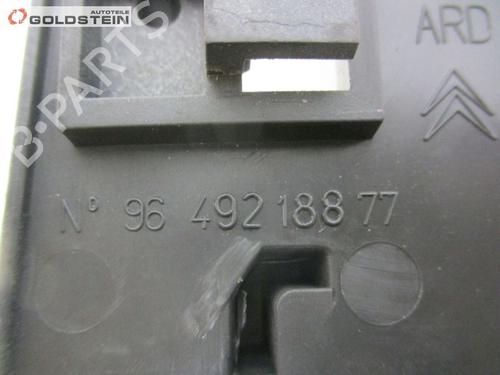 AUTOTEILE
GOLDSTEIN
ARD
B-PARTS
N° 96 492 188 77